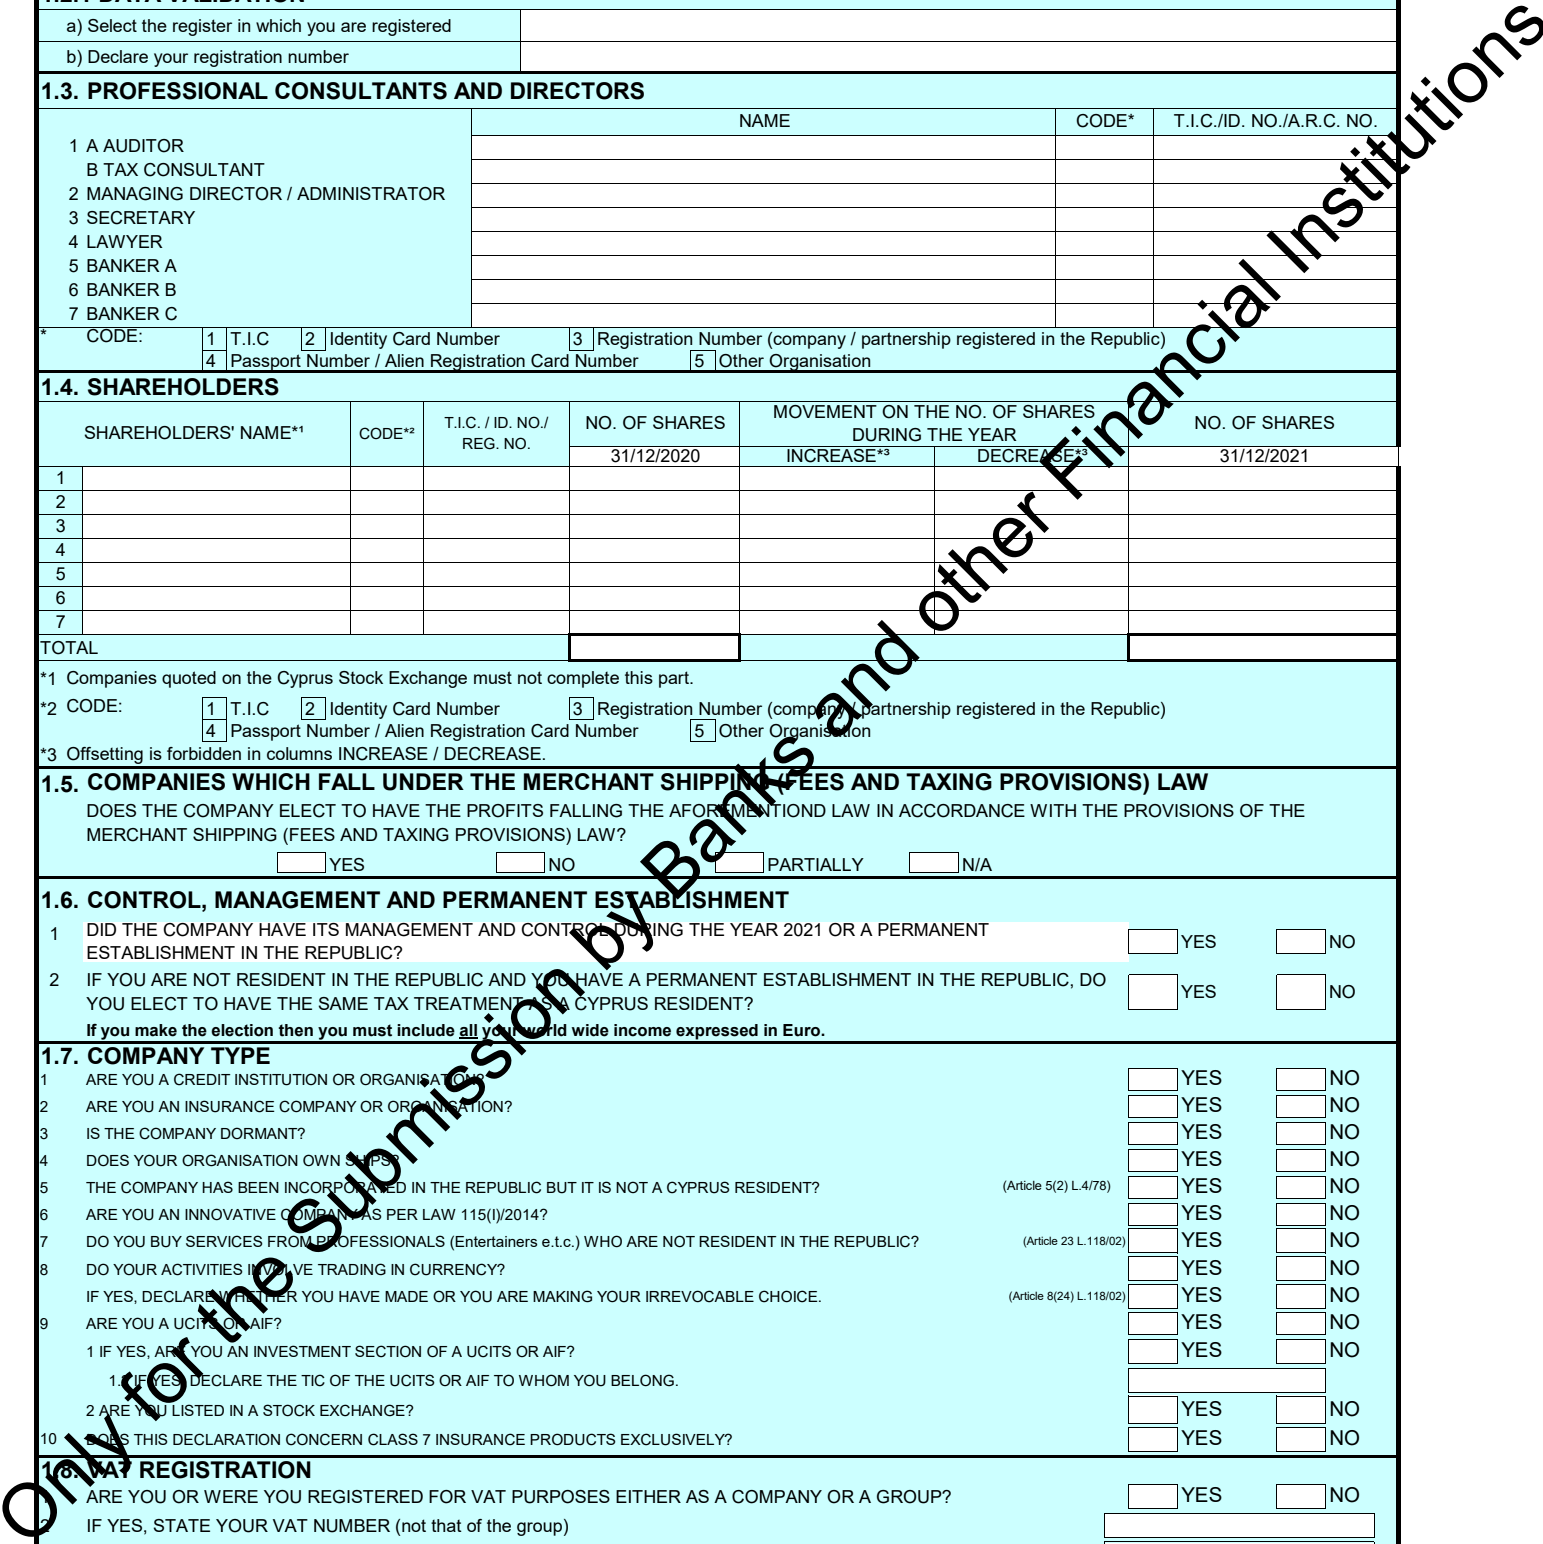 1.2.1 DATA VALIDATION
a) Select the register in which you are registered
b) Declare your registration number
1.3. PROFESSIONAL CONSULTANTS AND DIRECTORS
NAME CODE* T.I.C./ID. NO./A.R.C. NO.
1 A AUDITOR
B TAX CONSULTANT
2 MANAGING DIRECTOR / ADMINISTRATOR
3 SECRETARY
4 LAWYER
5 BANKER A
6 BANKER B
7 BANKER C
* CODE: 1 T.I.C 2 Identity Card Number 3 Registration Number (company / partnership registered in the Republic)
4 Passport Number / Alien Registration Card Number 5 Other Organisation
1.4. SHAREHOLDERS
SHAREHOLDERS' NAME*¹ CODE*² T.I.C. / ID. NO./ REG. NO. NO. OF SHARES MOVEMENT ON THE NO. OF SHARES DURING THE YEAR NO. OF SHARES
31/12/2020 INCREASE*³ DECREASE*³ 31/12/2021
1
2
3
4
5
6
7
TOTAL
*1 Companies quoted on the Cyprus Stock Exchange must not complete this part.
*2 CODE: 1 T.I.C 2 Identity Card Number 3 Registration Number (company / partnership registered in the Republic)
4 Passport Number / Alien Registration Card Number 5 Other Organisation
*3 Offsetting is forbidden in columns INCREASE / DECREASE.
1.5. COMPANIES WHICH FALL UNDER THE MERCHANT SHIPPING (FEES AND TAXING PROVISIONS) LAW
DOES THE COMPANY ELECT TO HAVE THE PROFITS FALLING THE AFOREMENTIOND LAW IN ACCORDANCE WITH THE PROVISIONS OF THE
MERCHANT SHIPPING (FEES AND TAXING PROVISIONS) LAW?
YES NO PARTIALLY N/A
1.6. CONTROL, MANAGEMENT AND PERMANENT ESTABLISHMENT
1 DID THE COMPANY HAVE ITS MANAGEMENT AND CONTROL DURING THE YEAR 2021 OR A PERMANENT
ESTABLISHMENT IN THE REPUBLIC? YES NO
2 IF YOU ARE NOT RESIDENT IN THE REPUBLIC AND YOU HAVE A PERMANENT ESTABLISHMENT IN THE REPUBLIC, DO
YOU ELECT TO HAVE THE SAME TAX TREATMENT AS A CYPRUS RESIDENT? YES NO
If you make the election then you must include all your world wide income expressed in Euro.
1.7. COMPANY TYPE
1 ARE YOU A CREDIT INSTITUTION OR ORGANISATION? YES NO
2 ARE YOU AN INSURANCE COMPANY OR ORGANISATION? YES NO
3 IS THE COMPANY DORMANT? YES NO
4 DOES YOUR ORGANISATION OWN SHIPS? YES NO
5 THE COMPANY HAS BEEN INCORPORATED IN THE REPUBLIC BUT IT IS NOT A CYPRUS RESIDENT? (Article 5(2) L.4/78) YES NO
6 ARE YOU AN INNOVATIVE COMPANY AS PER LAW 115(I)/2014? YES NO
7 DO YOU BUY SERVICES FROM PROFESSIONALS (Entertainers e.t.c.) WHO ARE NOT RESIDENT IN THE REPUBLIC? (Article 23 L.118/02) YES NO
8 DO YOUR ACTIVITIES INVOLVE TRADING IN CURRENCY? YES NO
IF YES, DECLARE WHETHER YOU HAVE MADE OR YOU ARE MAKING YOUR IRREVOCABLE CHOICE. (Article 8(24) L.118/02) YES NO
9 ARE YOU A UCITS OR AIF? YES NO
1 IF YES, ARE YOU AN INVESTMENT SECTION OF A UCITS OR AIF? YES NO
IF YES, DECLARE THE TIC OF THE UCITS OR AIF TO WHOM YOU BELONG.
2 ARE YOU LISTED IN A STOCK EXCHANGE? YES NO
10 DOES THIS DECLARATION CONCERN CLASS 7 INSURANCE PRODUCTS EXCLUSIVELY? YES NO
1.8. VAT REGISTRATION
ARE YOU OR WERE YOU REGISTERED FOR VAT PURPOSES EITHER AS A COMPANY OR A GROUP? YES NO
2 IF YES, STATE YOUR VAT NUMBER (not that of the group)
Only for the Submission by Banks and other Financial Institutions